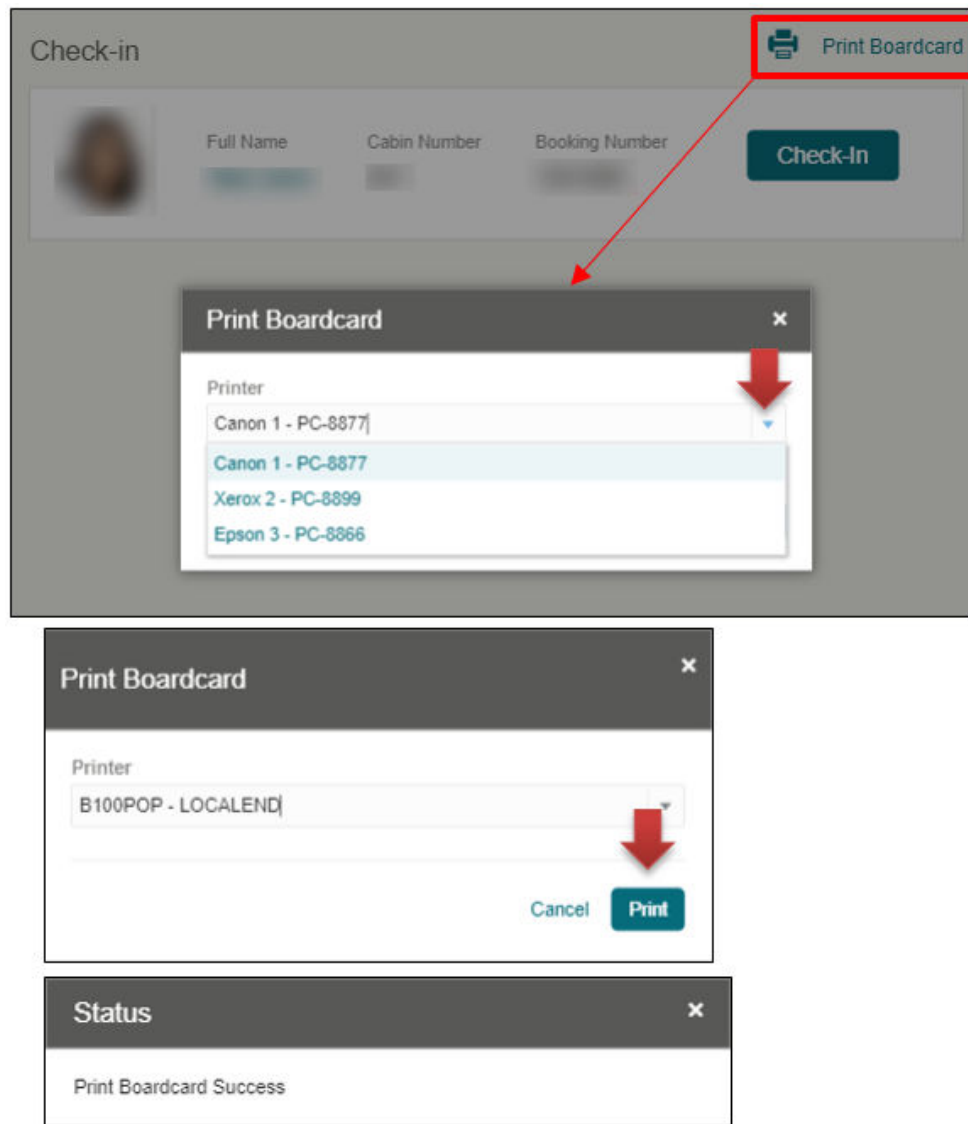 Check-in
Print Boardcard
Full Name
Cabin Number
Booking Number
Check-In
Print Boardcard
Printer
Canon 1 - PC-8877
Canon 1 - PC-8877
Xerox 2 - PC-8899
Epson 3 - PC-8866
Print Boardcard
Printer
B100POP - LOCALEND
Cancel
Print
Status
Print Boardcard Success